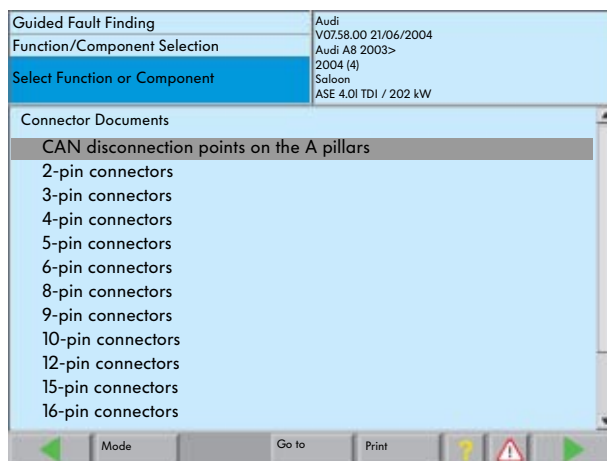 Guided Fault Finding
Function/Component Selection
Select Function or Component
Audi
V07.58.00 21/06/2004
Audi A8 2003>
2004 (4)
Saloon
ASE 4.0l TDI / 202 kW
Connector Documents
CAN disconnection points on the A pillars
2-pin connectors
3-pin connectors
4-pin connectors
5-pin connectors
6-pin connectors
8-pin connectors
9-pin connectors
10-pin connectors
12-pin connectors
15-pin connectors
16-pin connectors
Mode
Go to
Print
?